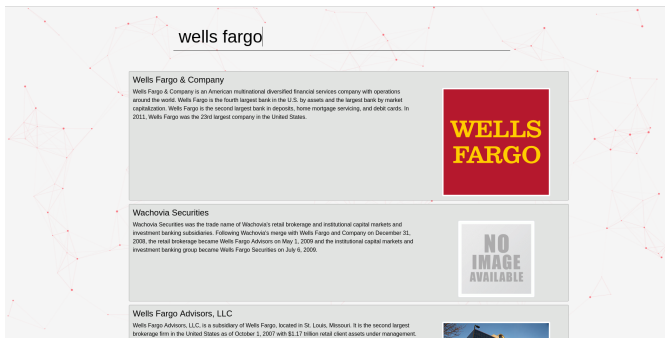 wells fargo
Wells Fargo & Company
Wells Fargo & Company is an American multinational diversified financial services company with operations
around the world. Wells Fargo is the fourth largest bank in the U.S. by assets and the largest bank by market
capitalization. Wells Fargo is the second largest bank in deposits, home mortgage servicing, and debit cards. In
2011, Wells Fargo was the 23rd largest company in the United States.
WELLS
FARGO
Wachovia Securities
Wachovia Securities was the trade name of Wachovia's retail brokerage and institutional capital markets and
investment banking subsidiaries. Following Wachovia's merge with Wells Fargo and Company on December 31,
2008, the retail brokerage became Wells Fargo Advisors on May 1, 2009 and the institutional capital markets and
investment banking group became Wells Fargo Securities on July 6, 2009.
NO
IMAGE
AVAILABLE
Wells Fargo Advisors, LLC
Wells Fargo Advisors, LLC, is a subsidiary of Wells Fargo, located in St. Louis, Missouri. It is the second largest
brokerage firm in the United States as of October 1, 2007 with $1.17 trillion retail client assets under management.